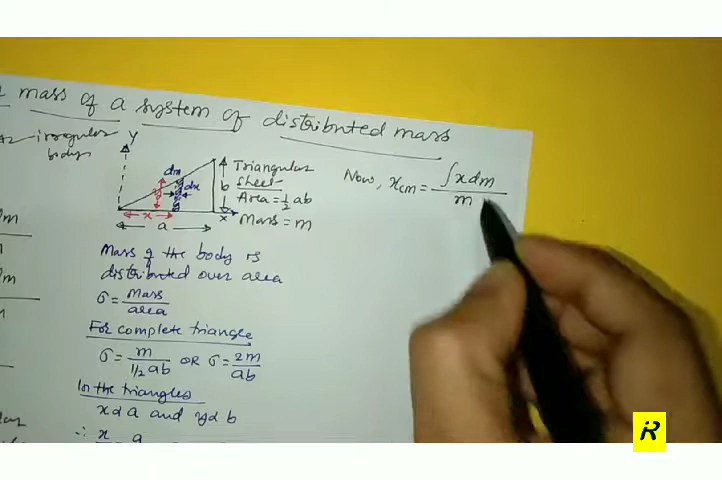 mass of a system of distributed mass
irregular
body
Y
dm
dx
y
b
x
x
a
Triangular
Sheet
Area = 1/2 ab
Mass = m
Now, x_cm = ∫x dm / m
Mass of the body is
distributed over area
σ = Mass / area
For complete triangle
σ = m / 1/2 ab OR σ = 2m / ab
In the triangles
x α a and y α b
∴ x a
R